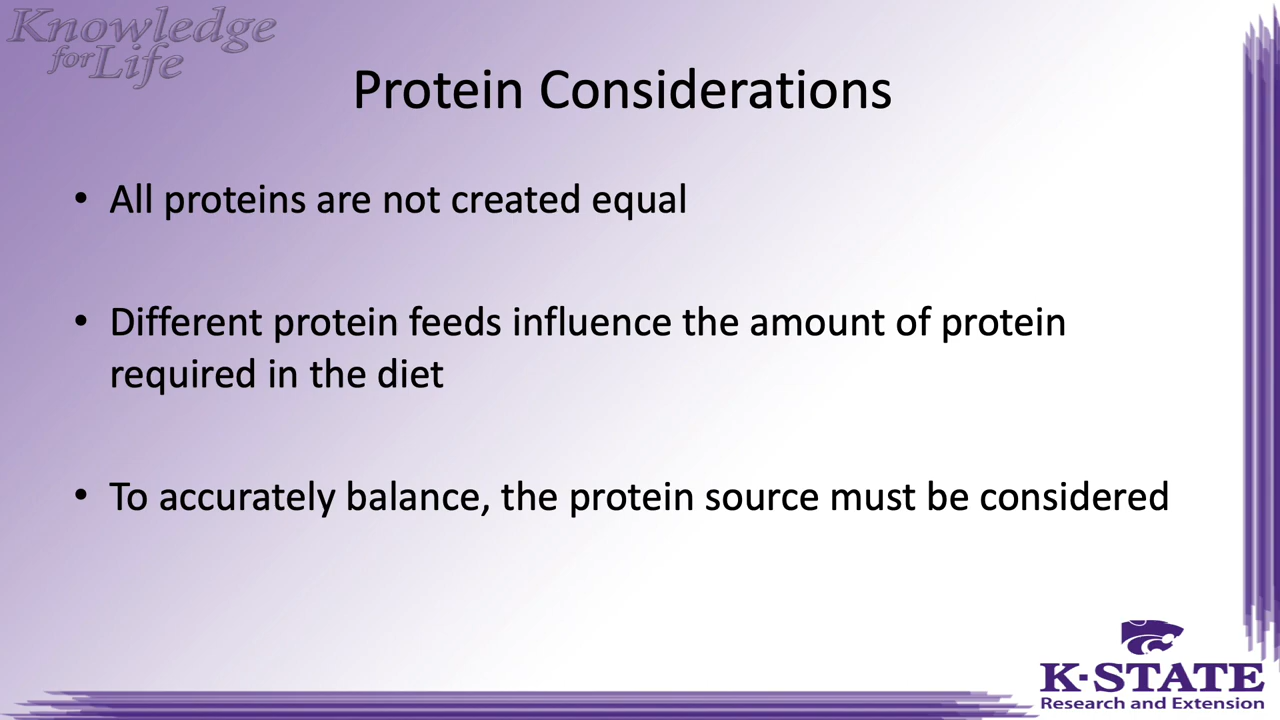 Knowledge
for Life
Protein Considerations
• All proteins are not created equal
• Different protein feeds influence the amount of protein
required in the diet
• To accurately balance, the protein source must be considered
K-STATE
Research and Extension